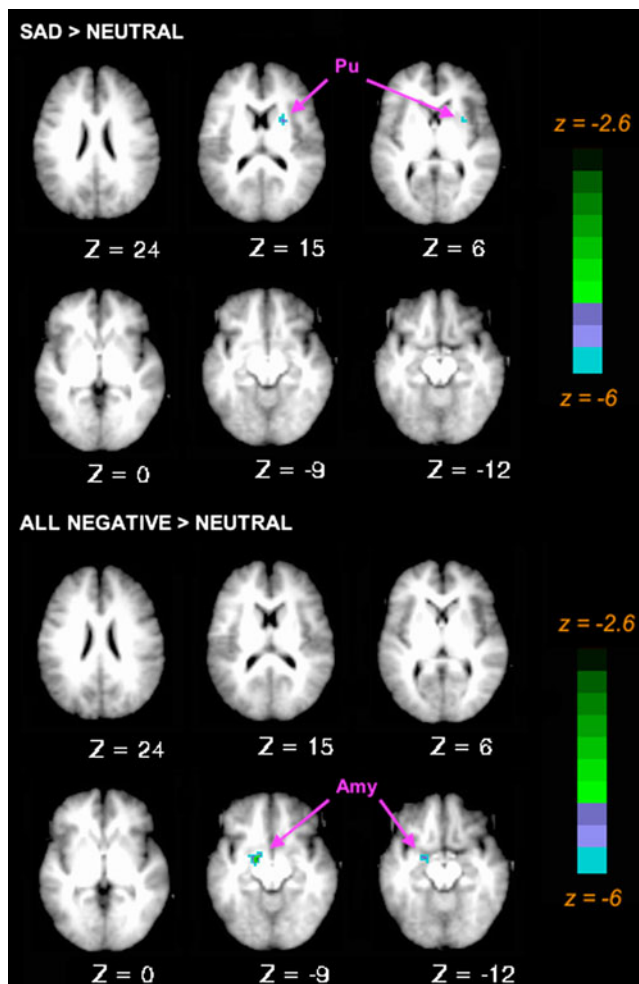 SAD > NEUTRAL
Pu
z = -2.6
Z = 24
Z = 15
Z = 6
z = -6
Z = 0
Z = -9
Z = -12
ALL NEGATIVE > NEUTRAL
z = -2.6
Z = 24
Z = 15
Z = 6
Amy
z = -6
Z = 0
Z = -9
Z = -12